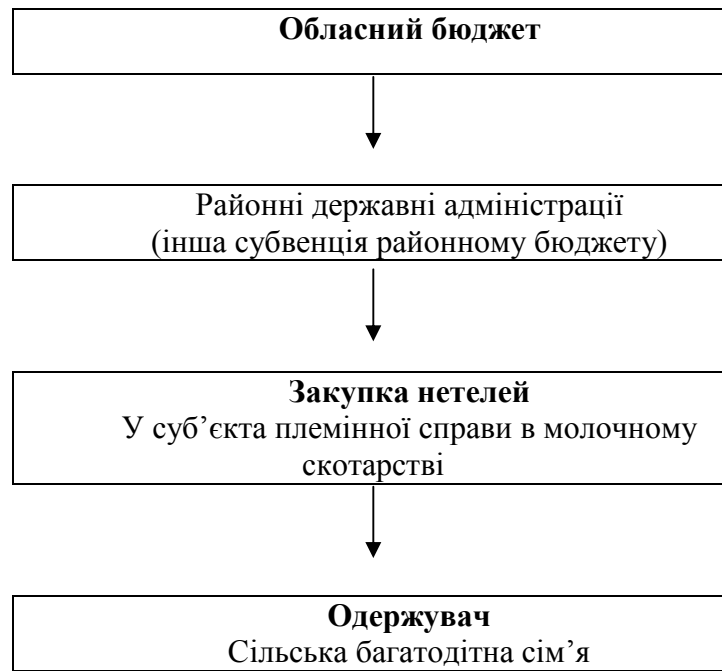 Обласний бюджет
Районні державні адміністрації
(інша субвенція районному бюджету)
Закупка нетелей
У суб’єкта племінної справи в молочному
скотарстві
Одержувач
Сільська багатодітна сім’я